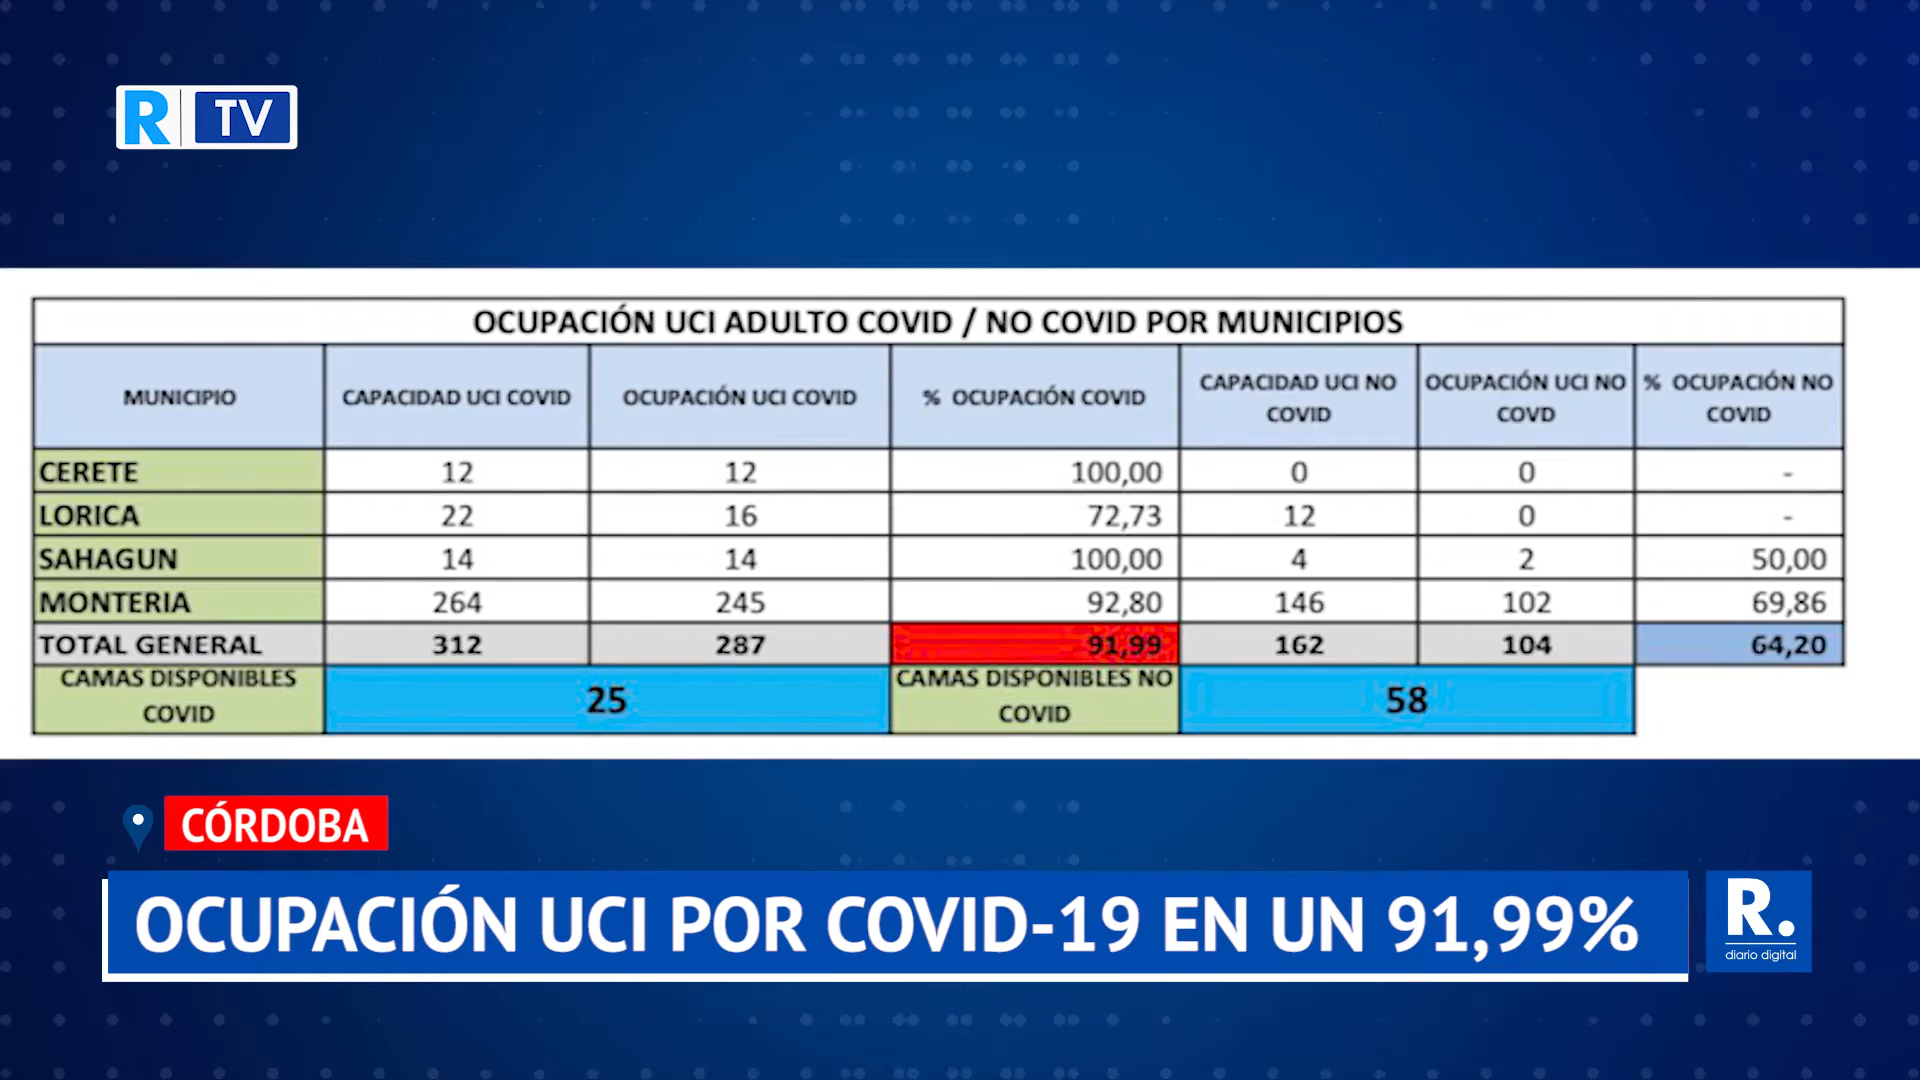 R TV
OCUPACIÓN UCI ADULTO COVID / NO COVID POR MUNICIPIOS
MUNICIPIO CAPACIDAD UCI COVID OCUPACIÓN UCI COVID % OCUPACIÓN COVID CAPACIDAD UCI NO COVID OCUPACIÓN UCI NO COVD % OCUPACIÓN NO COVID
CERETE 12 12 100,00 0 0 -
LORICA 22 16 72,73 12 0 -
SAHAGUN 14 14 100,00 4 2 50,00
MONTERIA 264 245 92,80 146 102 69,86
TOTAL GENERAL 312 287 91,99 162 104 64,20
CAMAS DISPONIBLES COVID 25 CAMAS DISPONIBLES NO COVID 58
CÓRDOBA
OCUPACIÓN UCI POR COVID-19 EN UN 91,99%
R.
diario digital